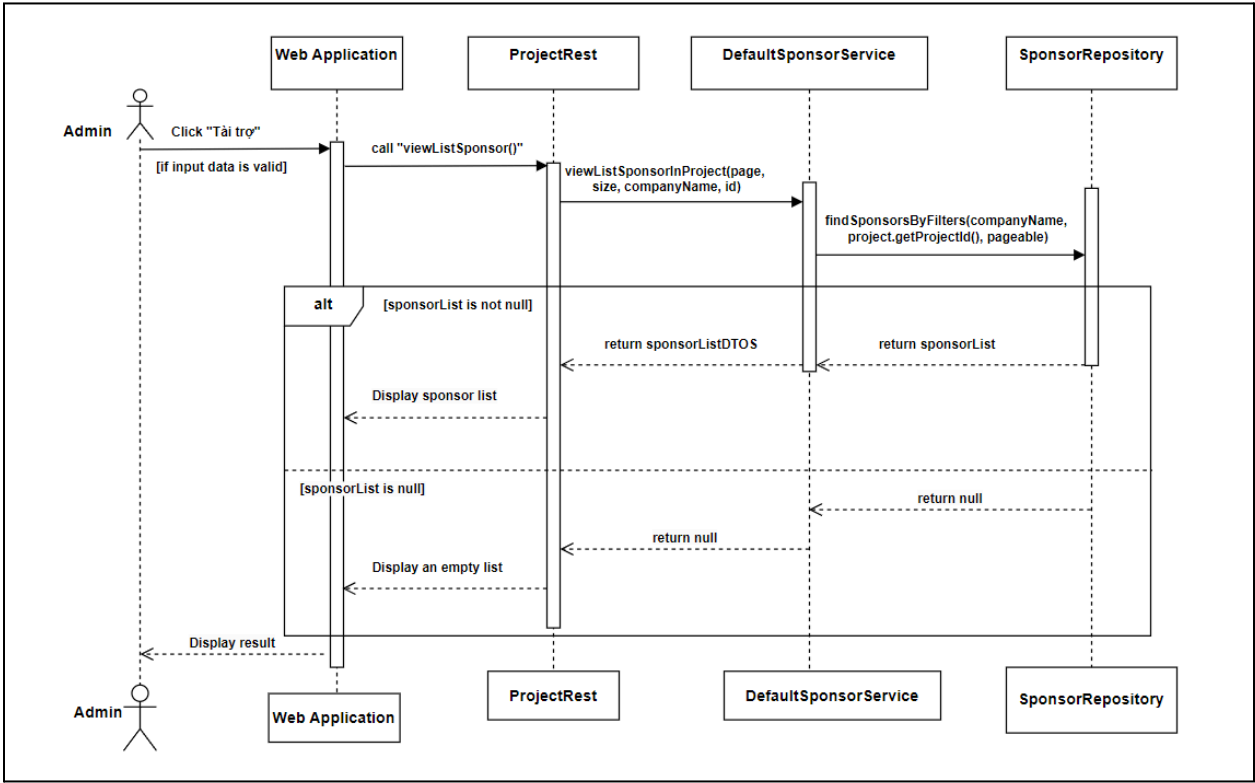 Web Application
ProjectRest
DefaultSponsorService
SponsorRepository
Admin
Click "Tài trợ"
[if input data is valid]
call "viewListSponsor()"
viewListSponsorInProject(page,
size, companyName, id)
findSponsorsByFilters(companyName,
project.getProjectId(), pageable)
alt
[sponsorList is not null]
return sponsorListDTOS
return sponsorList
Display sponsor list
[sponsorList is null]
return null
return null
Display an empty list
Display result
Admin
Web Application
ProjectRest
DefaultSponsorService
SponsorRepository